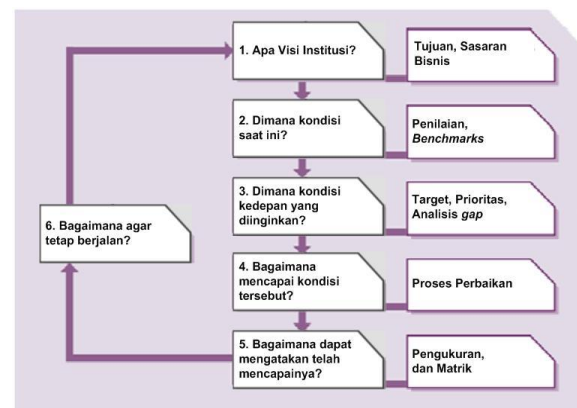 1. Apa Visi Institusi?
Tujuan, Sasaran
Bisnis
2. Dimana kondisi
saat ini?
Penilaian,
Benchmarks
3. Dimana kondisi
kedepan yang
diinginkan?
Target, Prioritas,
Analisis gap
6. Bagaimana agar
tetap berjalan?
4. Bagaimana
mencapai kondisi
tersebut?
Proses Perbaikan
5. Bagaimana dapat
mengatakan telah
mencapainya?
Pengukuran,
dan Matrik